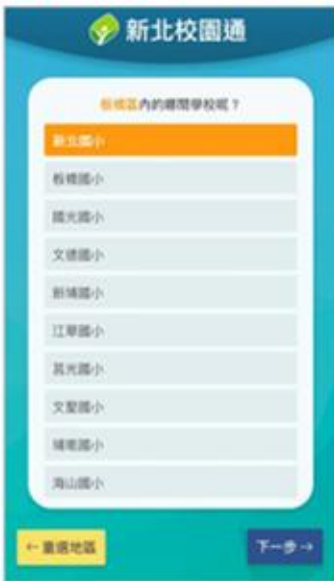 新北校園通
板橋區內的哪間學校呢？
新北國小
板橋國小
國光國小
文德國小
新埔國小
江翠國小
莒光國小
文聖國小
埔墘國小
海山國小
← 重選地區
下一步 →